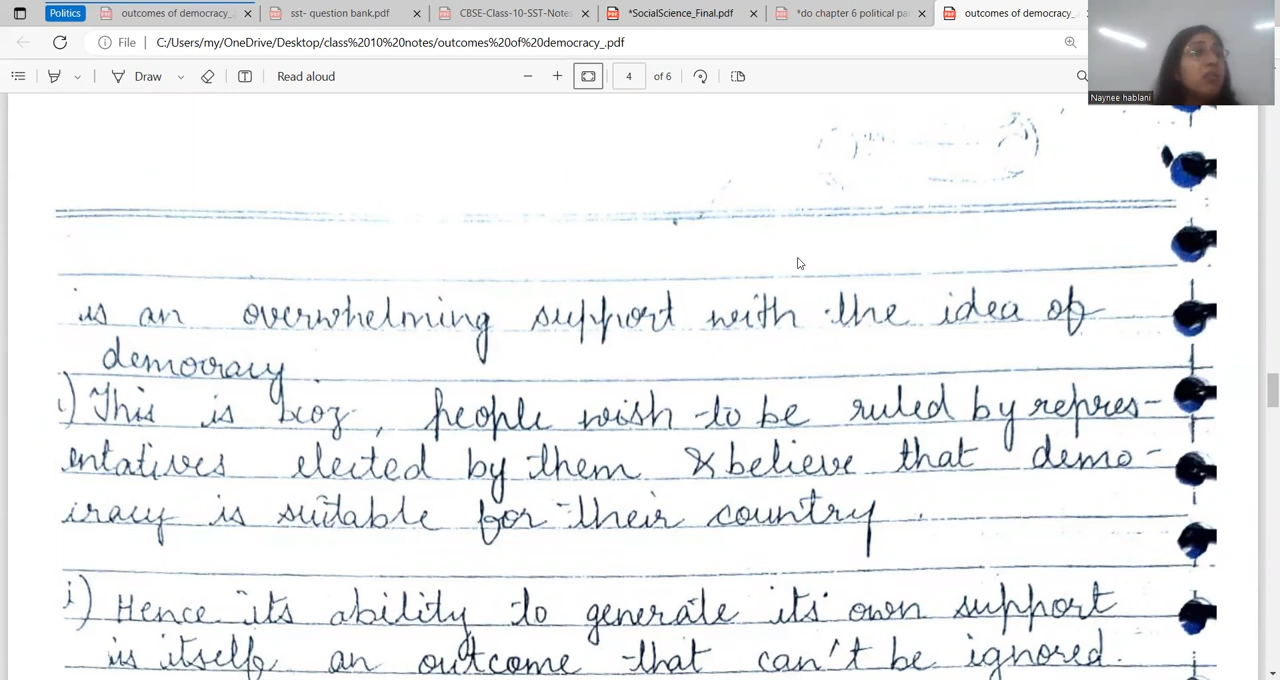 Politics
outcomes of democracy_
sst- question bank.pdf
CBSE-Class-10-SST-Notes
*SocialScience_Final.pdf
*do chapter 6 political pa
outcomes of democracy_
File
C:/Users/my/OneDrive/Desktop/class%2010%20notes/outcomes%20of%20democracy_.pdf
Draw
Read aloud
4 of 6
Naynee hablani
is an overwhelming support with the idea of
democracy.
i) This is bcoz, people wish to be ruled by repres-
entatives elected by them & believe that demo-
cracy is suitable for their country.
i) Hence its ability to generate its own support
is itself an outcome that can't be ignored.